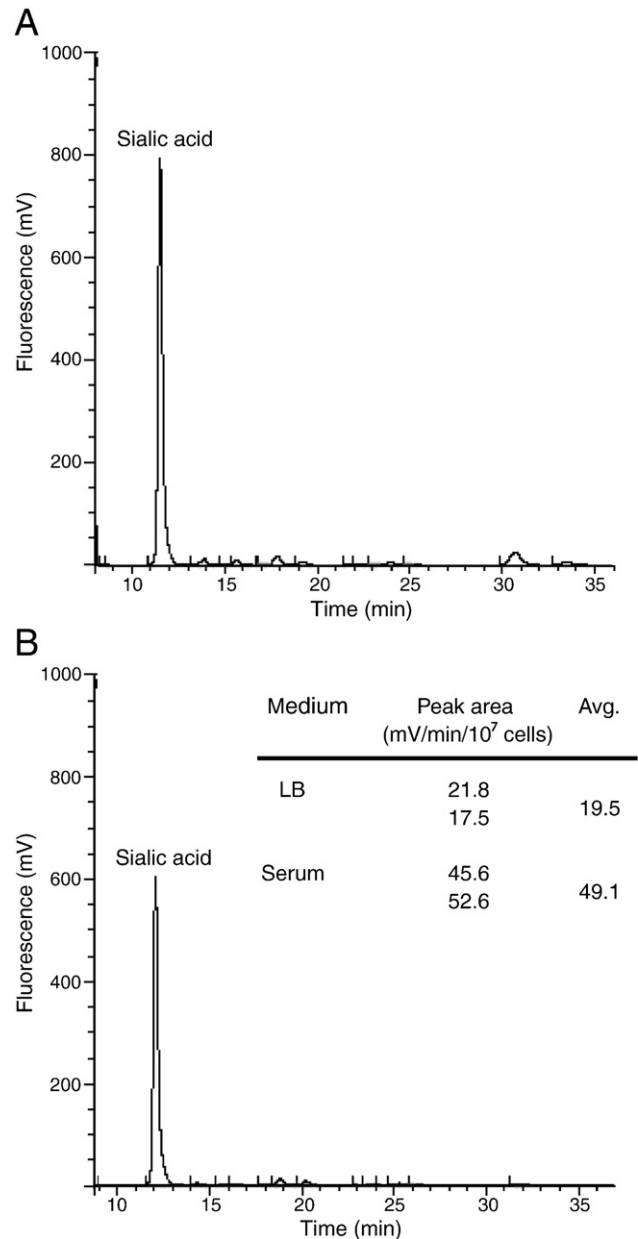 A
1000
800
600
400
200
Fluorescence (mV)
Sialic acid
10 15 20 25 30 35
Time (min)
B
1000
800
600
400
200
Fluorescence (mV)
Sialic acid
Medium Peak area Avg.
(mV/min/10⁷ cells)
LB 21.8
17.5
19.5
Serum 45.6
52.6
49.1
10 15 20 25 30 35
Time (min)